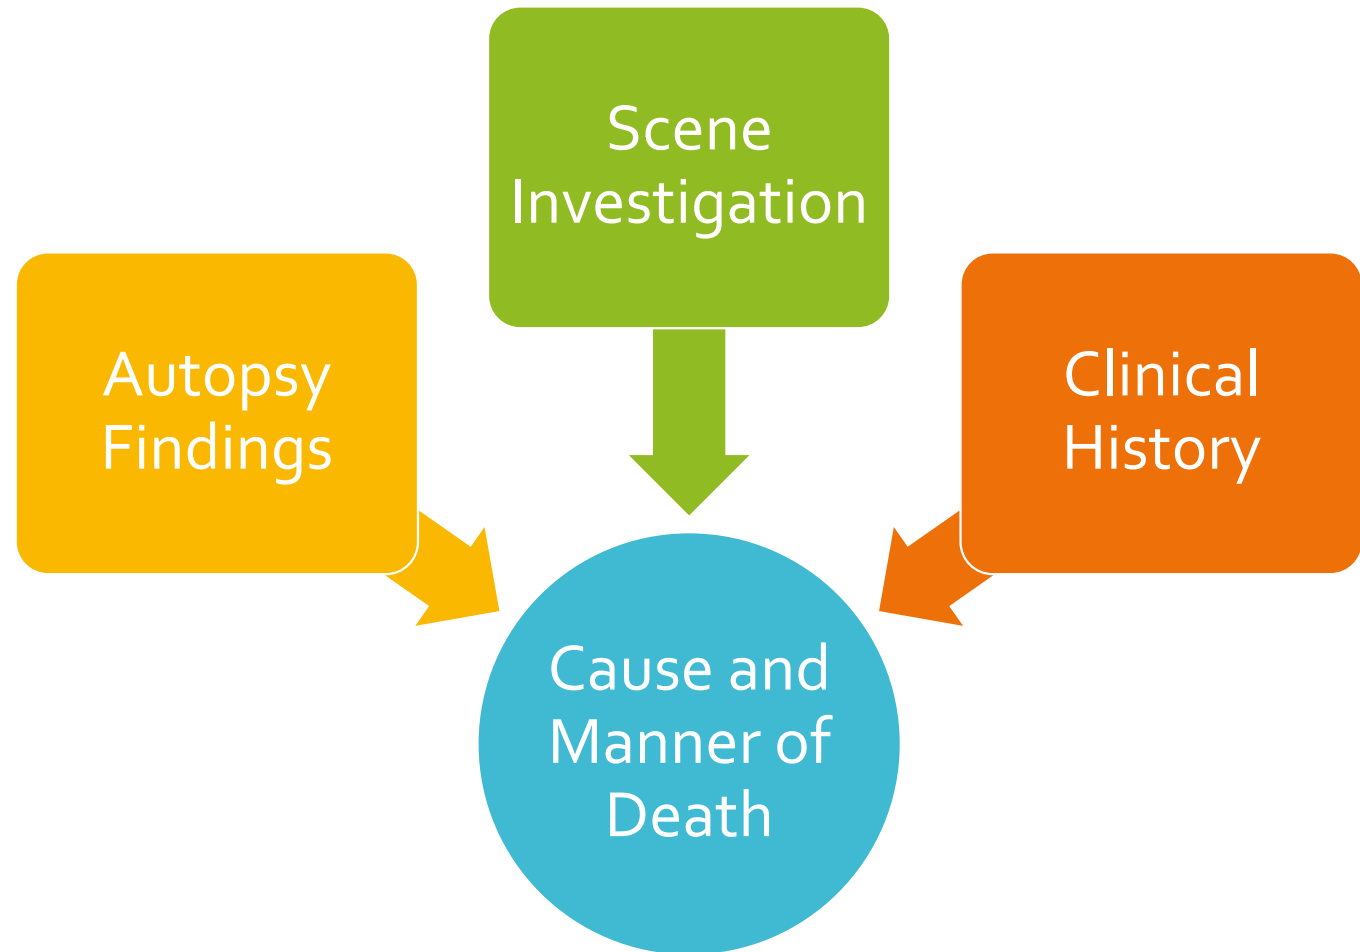 Scene
Investigation
Autopsy
Findings
Clinical
History
Cause and
Manner of
Death